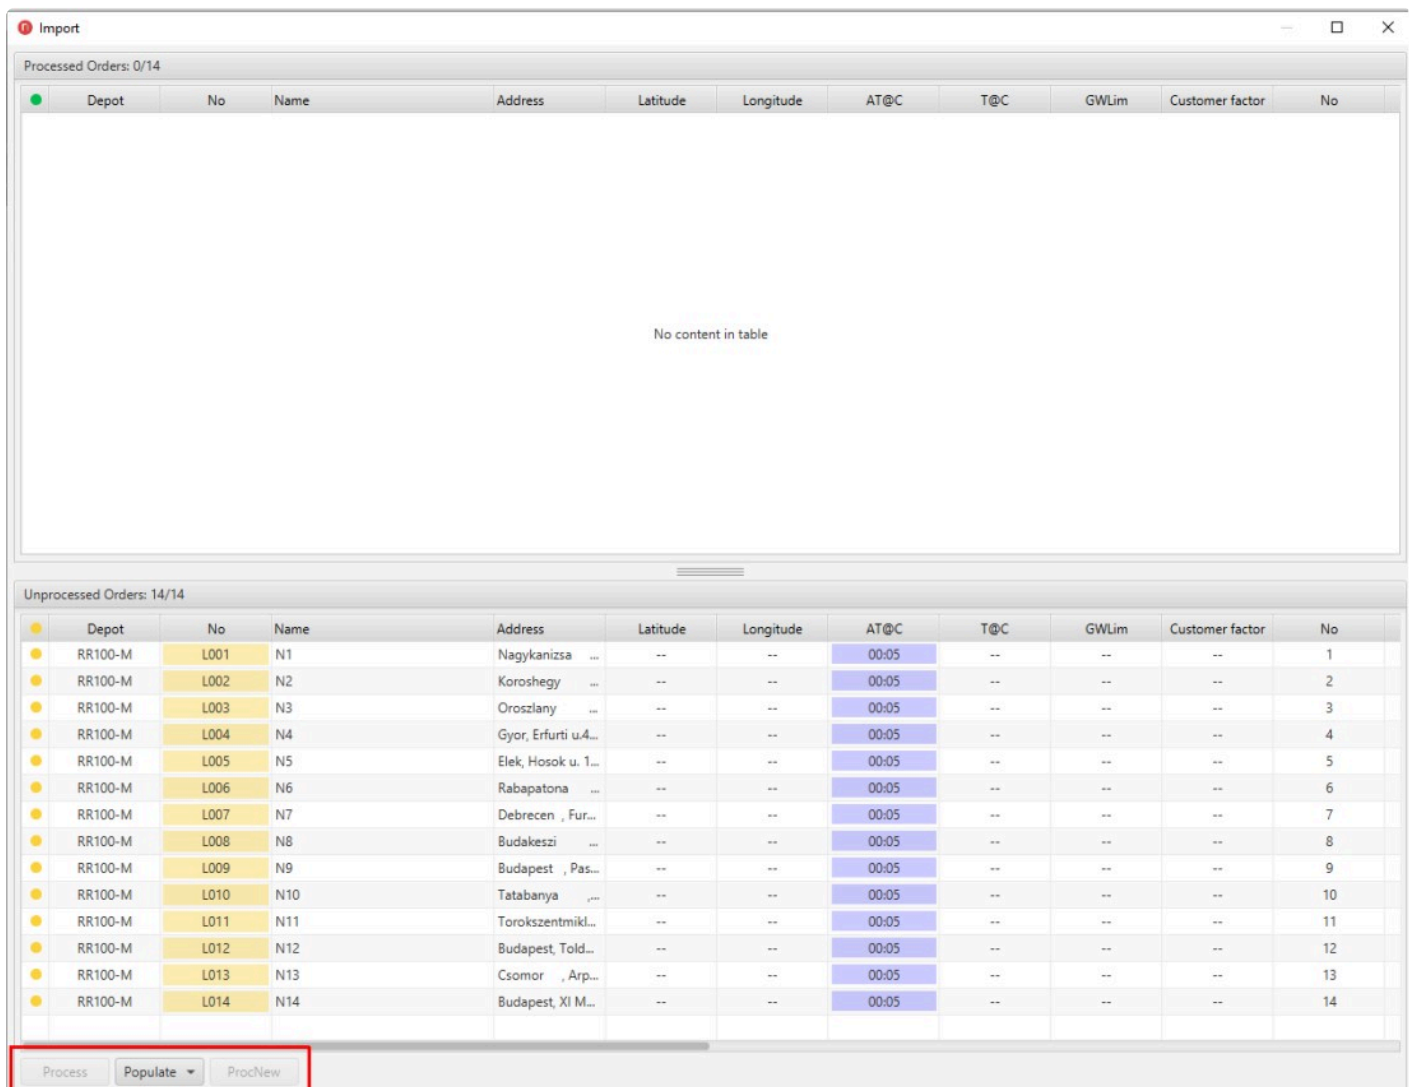 Import
Processed Orders: 0/14
Depot No Name Address Latitude Longitude AT@C T@C GWLim Customer factor No
No content in table
Unprocessed Orders: 14/14
Depot No Name Address Latitude Longitude AT@C T@C GWLim Customer factor No
RR100-M L001 N1 Nagykanizsa ... -- -- 00:05 -- -- -- 1
RR100-M L002 N2 Koroshegy ... -- -- 00:05 -- -- -- 2
RR100-M L003 N3 Oroszlany ... -- -- 00:05 -- -- -- 3
RR100-M L004 N4 Gyor, Erfurti u.4... -- -- 00:05 -- -- -- 4
RR100-M L005 N5 Elek, Hosok u. 1... -- -- 00:05 -- -- -- 5
RR100-M L006 N6 Rabapatona ... -- -- 00:05 -- -- -- 6
RR100-M L007 N7 Debrecen , Fur... -- -- 00:05 -- -- -- 7
RR100-M L008 N8 Budakeszi ... -- -- 00:05 -- -- -- 8
RR100-M L009 N9 Budapest , Pas... -- -- 00:05 -- -- -- 9
RR100-M L010 N10 Tatabanya ,... -- -- 00:05 -- -- -- 10
RR100-M L011 N11 Torokszentmikl... -- -- 00:05 -- -- -- 11
RR100-M L012 N12 Budapest, Told... -- -- 00:05 -- -- -- 12
RR100-M L013 N13 Csomor , Arp... -- -- 00:05 -- -- -- 13
RR100-M L014 N14 Budapest, XI M... -- -- 00:05 -- -- -- 14
Process Populate ProcNew